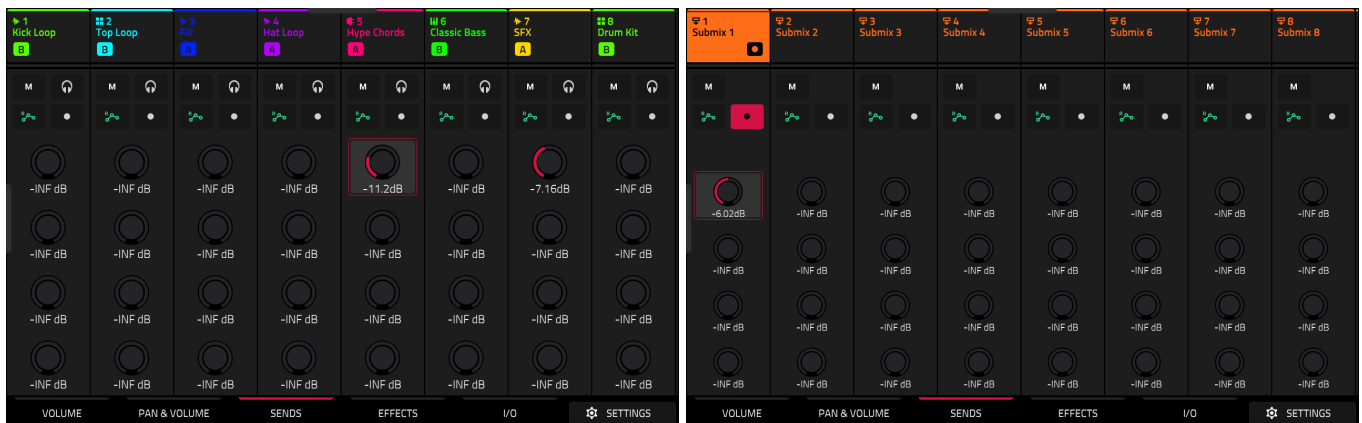 1 2 3 4 5 6 7 8
Kick Loop Top Loop Fill Hat Loop Hype Chords Classic Bass SFX Drum Kit
B B A A A B A B
M M M M M M M M
R R R R R R R R
-INF dB -INF dB -INF dB -INF dB -11.2dB -INF dB -7.16dB -INF dB
-INF dB -INF dB -INF dB -INF dB -INF dB -INF dB -INF dB -INF dB
-INF dB -INF dB -INF dB -INF dB -INF dB -INF dB -INF dB -INF dB
-INF dB -INF dB -INF dB -INF dB -INF dB -INF dB -INF dB -INF dB
VOLUME PAN & VOLUME SENDS EFFECTS I/O SETTINGS
1 2 3 4 5 6 7 8
Submix 1 Submix 2 Submix 3 Submix 4 Submix 5 Submix 6 Submix 7 Submix 8
M M M M M M M M
R R R R R R R R
-6.02dB -INF dB -INF dB -INF dB -INF dB -INF dB -INF dB -INF dB
-INF dB -INF dB -INF dB -INF dB -INF dB -INF dB -INF dB -INF dB
-INF dB -INF dB -INF dB -INF dB -INF dB -INF dB -INF dB -INF dB
-INF dB -INF dB -INF dB -INF dB -INF dB -INF dB -INF dB -INF dB
VOLUME PAN & VOLUME SENDS EFFECTS I/O SETTINGS